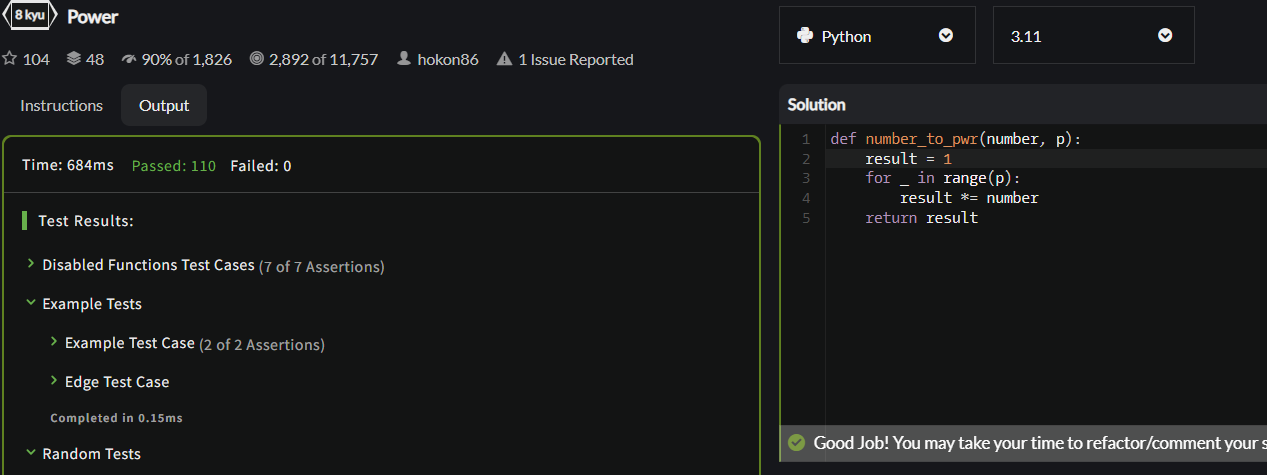 8 kyu Power
104 48 90% of 1,826 2,892 of 11,757 hokon86 1 Issue Reported
Instructions Output
Time: 684ms Passed: 110 Failed: 0
Test Results:
Disabled Functions Test Cases (7 of 7 Assertions)
Example Tests
Example Test Case (2 of 2 Assertions)
Edge Test Case
Completed in 0.15ms
Random Tests
Python 3.11
Solution
1 def number_to_pwr(number, p):
2 result = 1
3 for _ in range(p):
4 result *= number
5 return result
Good Job! You may take your time to refactor/comment your s